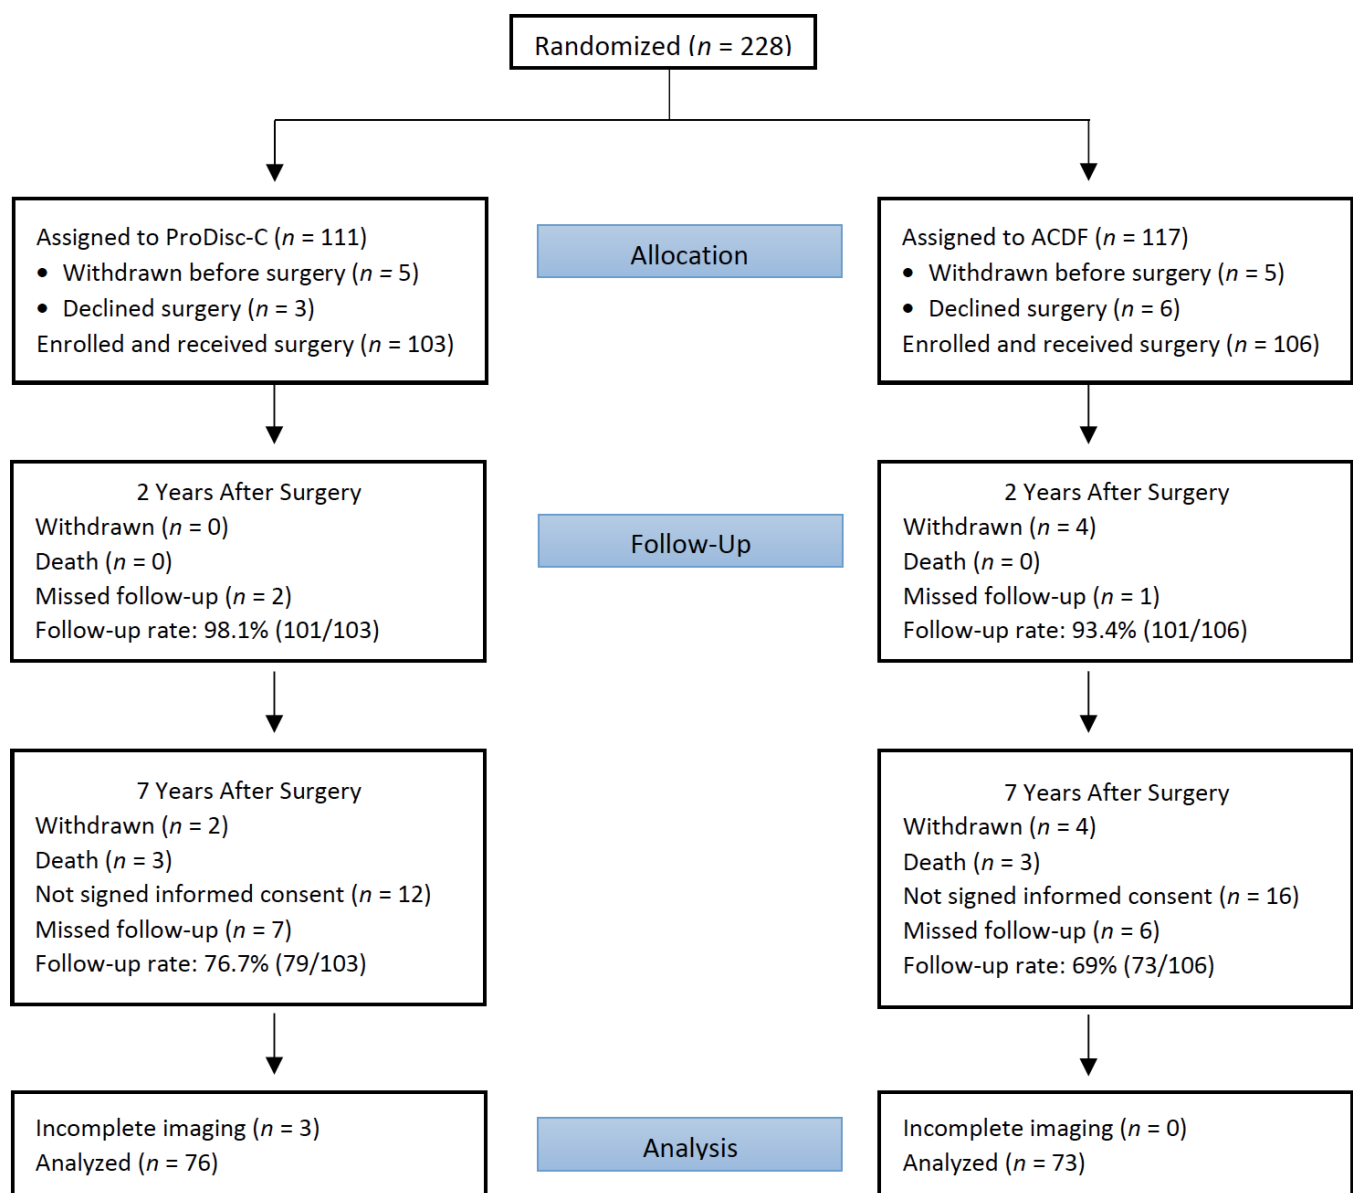 Randomized (n = 228)
Assigned to ProDisc-C (n = 111)
• Withdrawn before surgery (n = 5)
• Declined surgery (n = 3)
Enrolled and received surgery (n = 103)
Allocation
Assigned to ACDF (n = 117)
• Withdrawn before surgery (n = 5)
• Declined surgery (n = 6)
Enrolled and received surgery (n = 106)
2 Years After Surgery
Withdrawn (n = 0)
Death (n = 0)
Missed follow-up (n = 2)
Follow-up rate: 98.1% (101/103)
Follow-Up
2 Years After Surgery
Withdrawn (n = 4)
Death (n = 0)
Missed follow-up (n = 1)
Follow-up rate: 93.4% (101/106)
7 Years After Surgery
Withdrawn (n = 2)
Death (n = 3)
Not signed informed consent (n = 12)
Missed follow-up (n = 7)
Follow-up rate: 76.7% (79/103)
7 Years After Surgery
Withdrawn (n = 4)
Death (n = 3)
Not signed informed consent (n = 16)
Missed follow-up (n = 6)
Follow-up rate: 69% (73/106)
Incomplete imaging (n = 3)
Analyzed (n = 76)
Analysis
Incomplete imaging (n = 0)
Analyzed (n = 73)